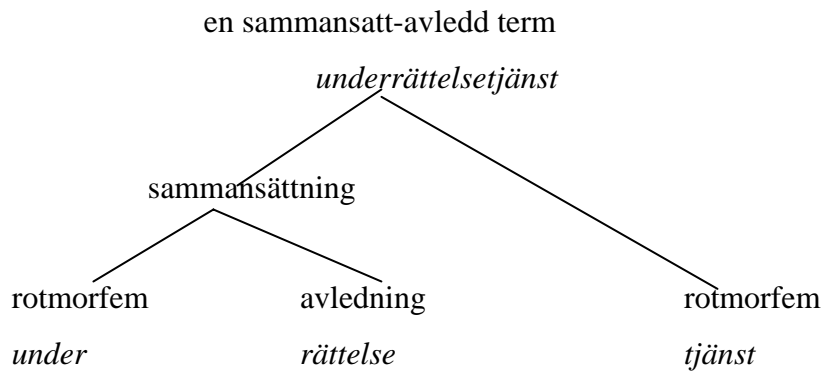 en sammansatt-avledd term
underrättelsetjänst
sammansättning
rotmorfem avledning rotmorfem
under rättelse tjänst